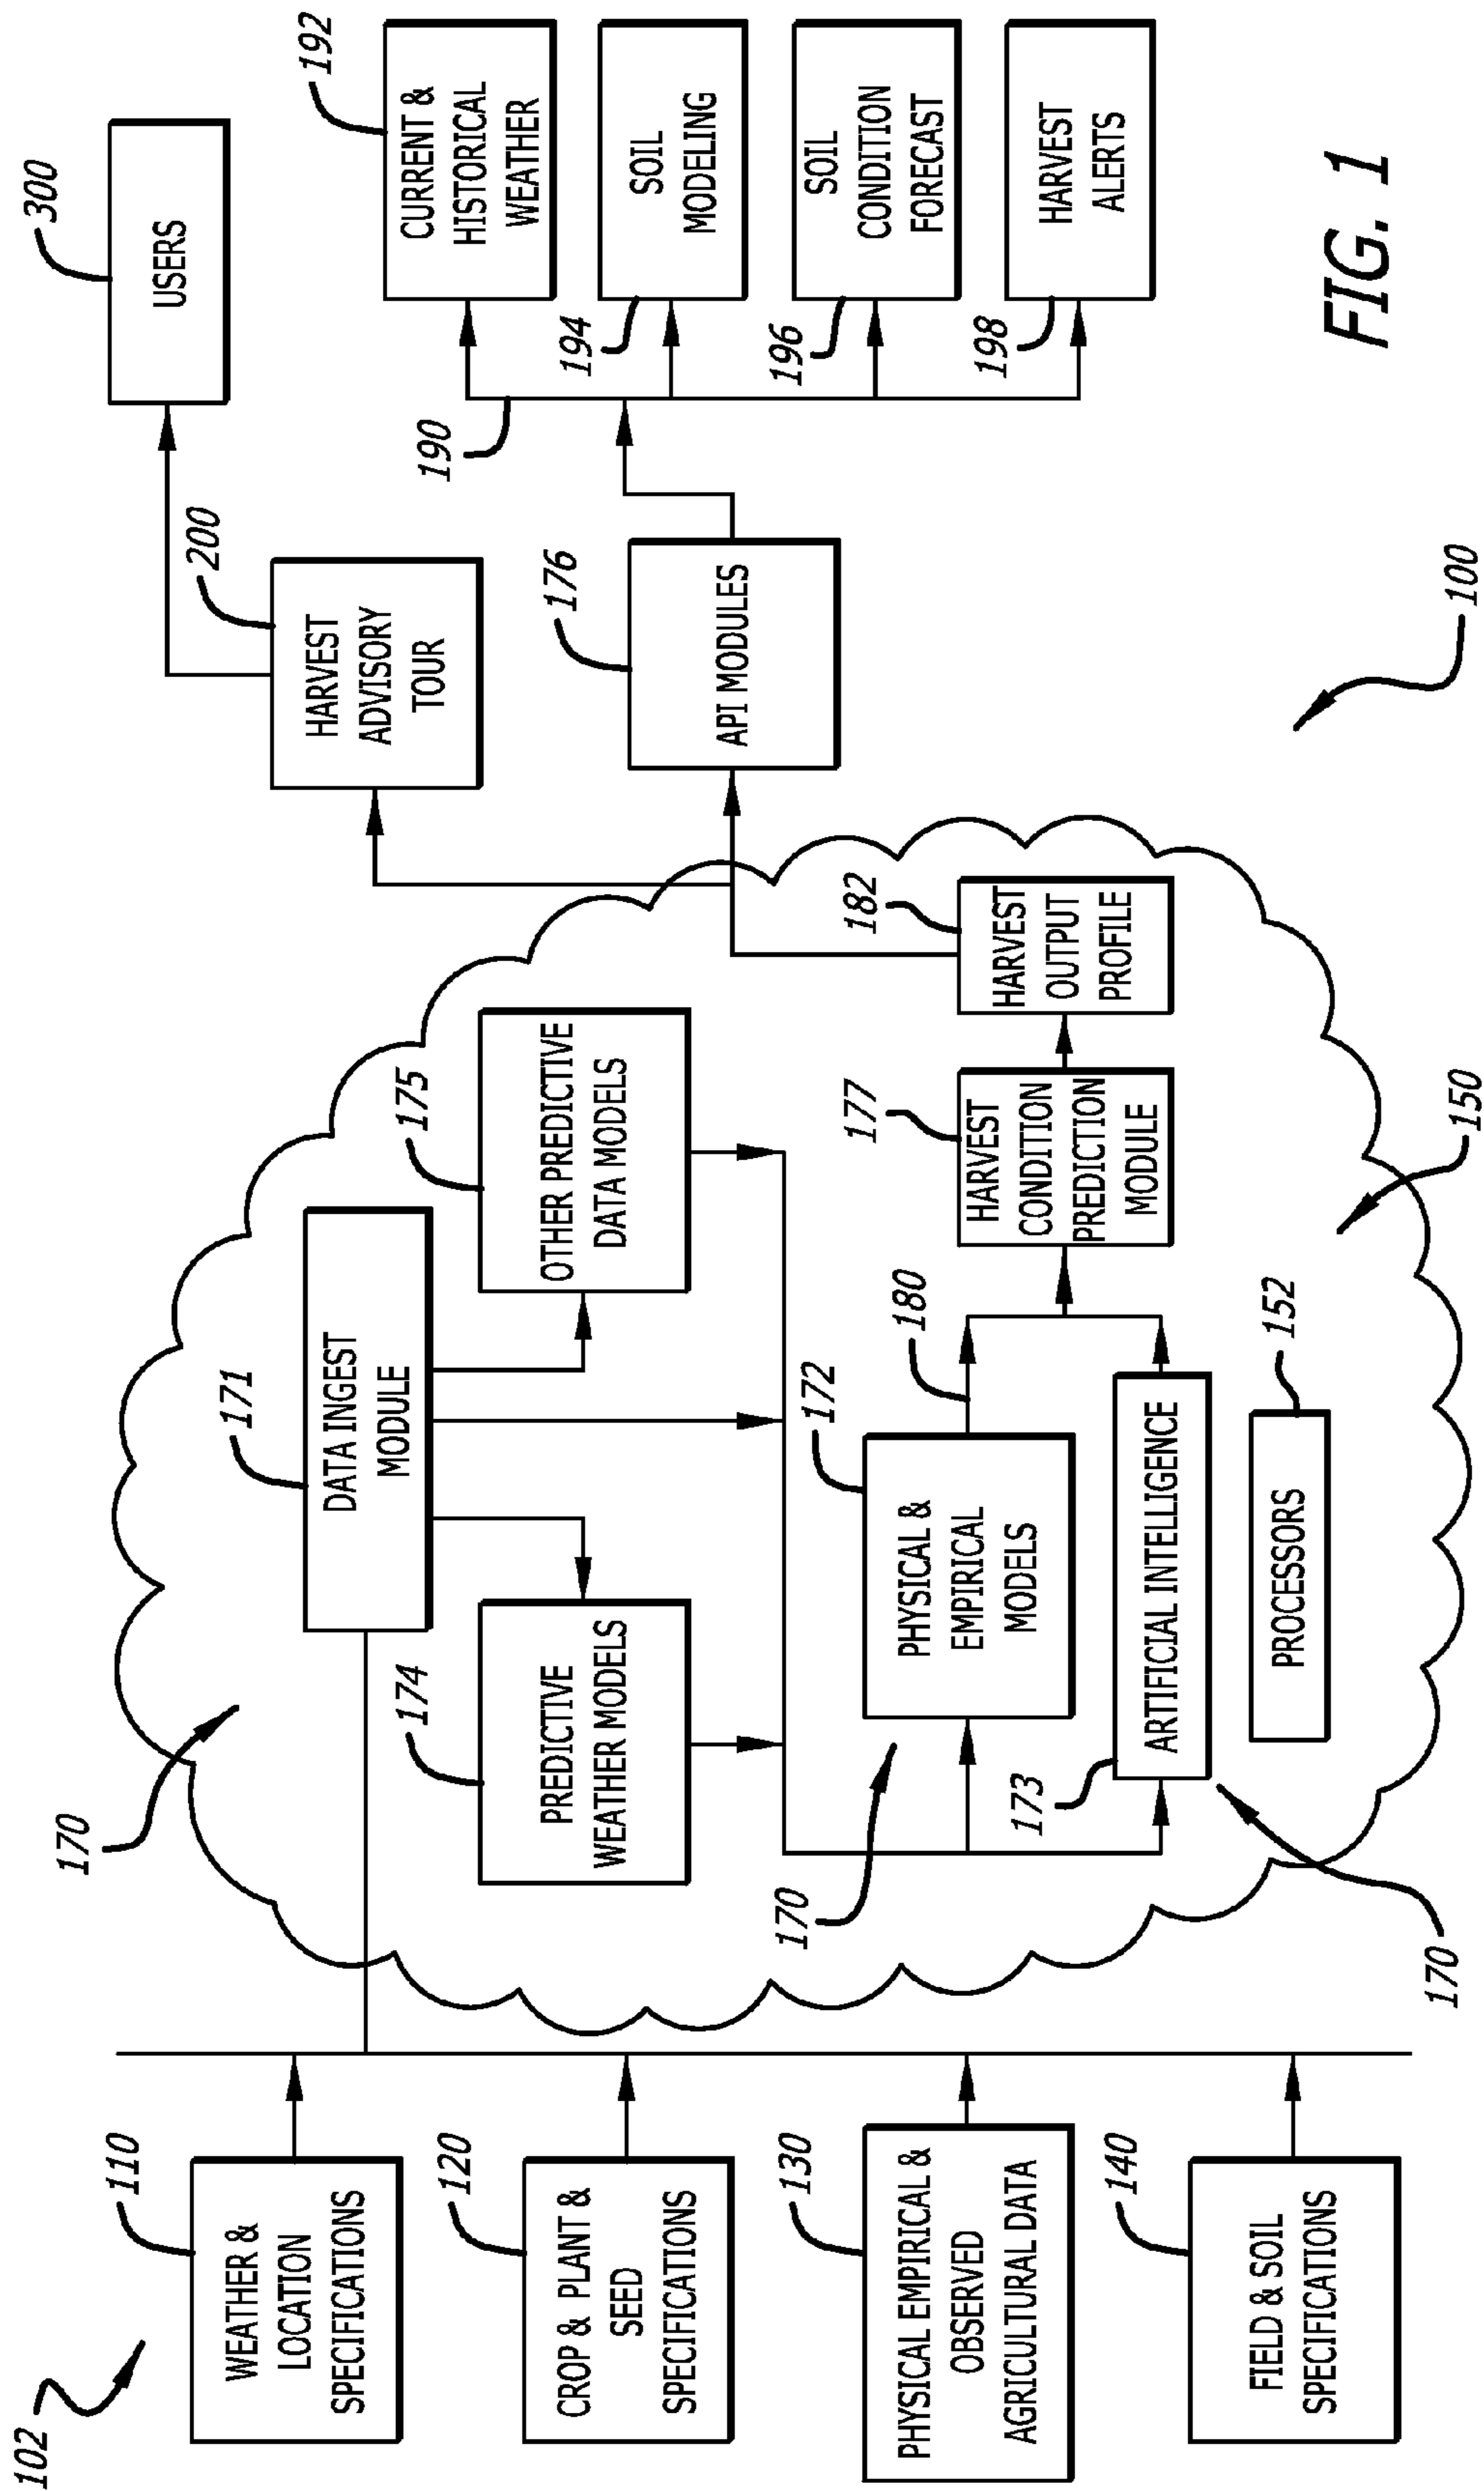 102
110
WEATHER &
LOCATION
SPECIFICATIONS
120
CROP & PLANT &
SEED
SPECIFICATIONS
130
PHYSICAL EMPIRICAL &
OBSERVED
AGRICULTURAL DATA
140
FIELD & SOIL
SPECIFICATIONS
170
171
DATA INGEST
MODULE
174
PREDICTIVE
WEATHER MODELS
175
OTHER PREDICTIVE
DATA MODELS
170
172
PHYSICAL &
EMPIRICAL
MODELS
180
173
ARTIFICIAL INTELLIGENCE
170
152
PROCESSORS
177
HARVEST
CONDITION
PREDICTION
MODULE
182
HARVEST
OUTPUT
PROFILE
150
200
HARVEST
ADVISORY
TOUR
300
USERS
176
API MODULES
190
192
CURRENT &
HISTORICAL
WEATHER
194
SOIL
MODELING
196
SOIL
CONDITION
FORECAST
198
HARVEST
ALERTS
100
FIG. 1